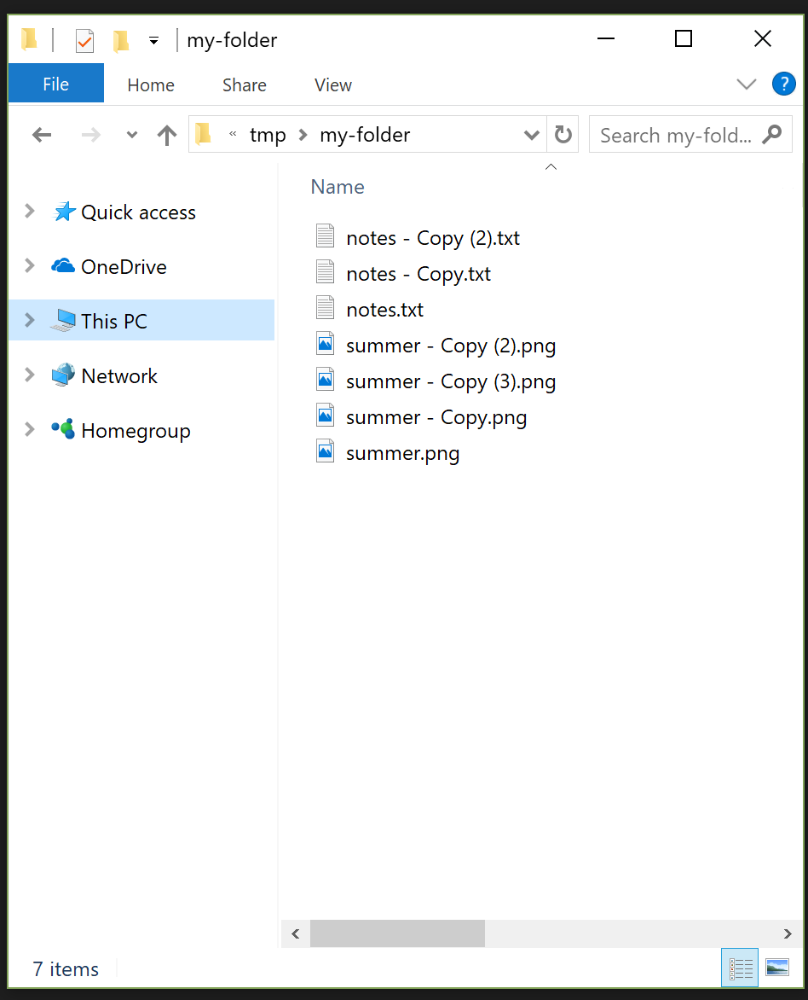 my-folder
File Home Share View ?
« tmp > my-folder Search my-fold...
Name
Quick access
OneDrive
This PC
Network
Homegroup
notes - Copy (2).txt
notes - Copy.txt
notes.txt
summer - Copy (2).png
summer - Copy (3).png
summer - Copy.png
summer.png
7 items